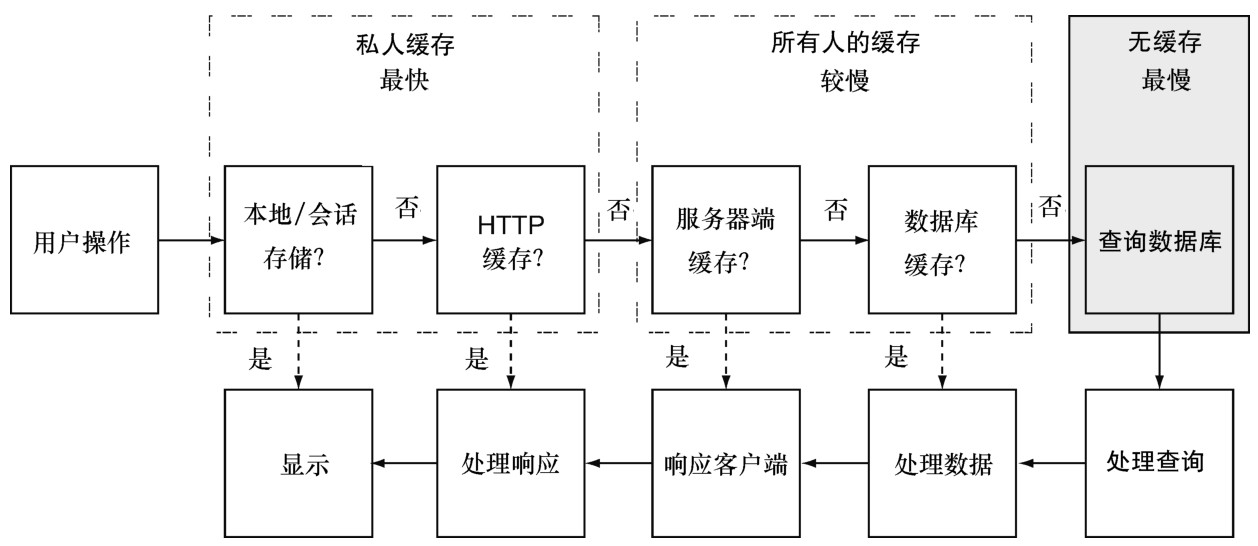 私人缓存
最快
所有人的缓存
较慢
无缓存
最慢
用户操作
本地/会话
存储?
否
HTTP
缓存?
否
服务器端
缓存?
否
数据库
缓存?
否
查询数据库
是
是
是
是
显示
处理响应
响应客户端
处理数据
处理查询